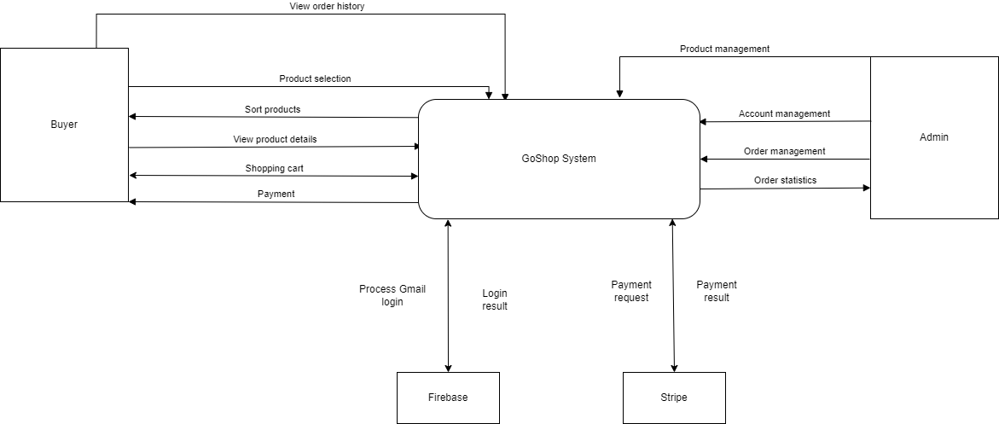 View order history
Product management
Product selection
Sort products
Account management
Buyer
View product details
Admin
Order management
GoShop System
Shopping cart
Order statistics
Payment
Process Gmail
login
Login
result
Payment
request
Payment
result
Firebase
Stripe